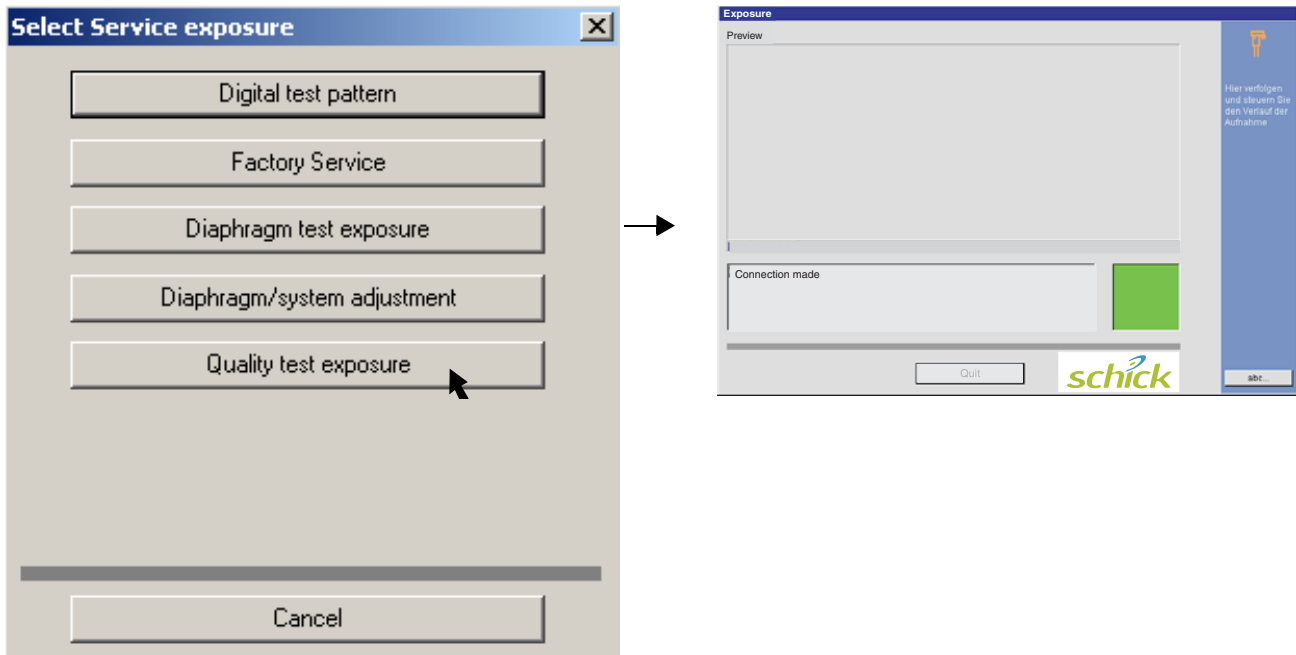 Select Service exposure
Digital test pattern
Factory Service
Diaphragm test exposure
Diaphragm/system adjustment
Quality test exposure
Cancel
Exposure
Preview
Connection made
Quit
schick
Hier verfolgen
und steuern Sie
den Verlauf der
Aufnahme
abc...